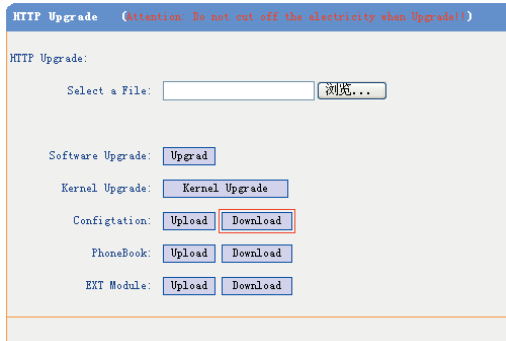 HTTP Upgrade (Attention: Do not cut off the electricity when Upgrade!!)
HTTP Upgrade:
Select a File: 浏览...
Software Upgrade: Upgrad
Kernel Upgrade: Kernel Upgrade
Configtation: Upload Download
PhoneBook: Upload Download
EXT Module: Upload Download